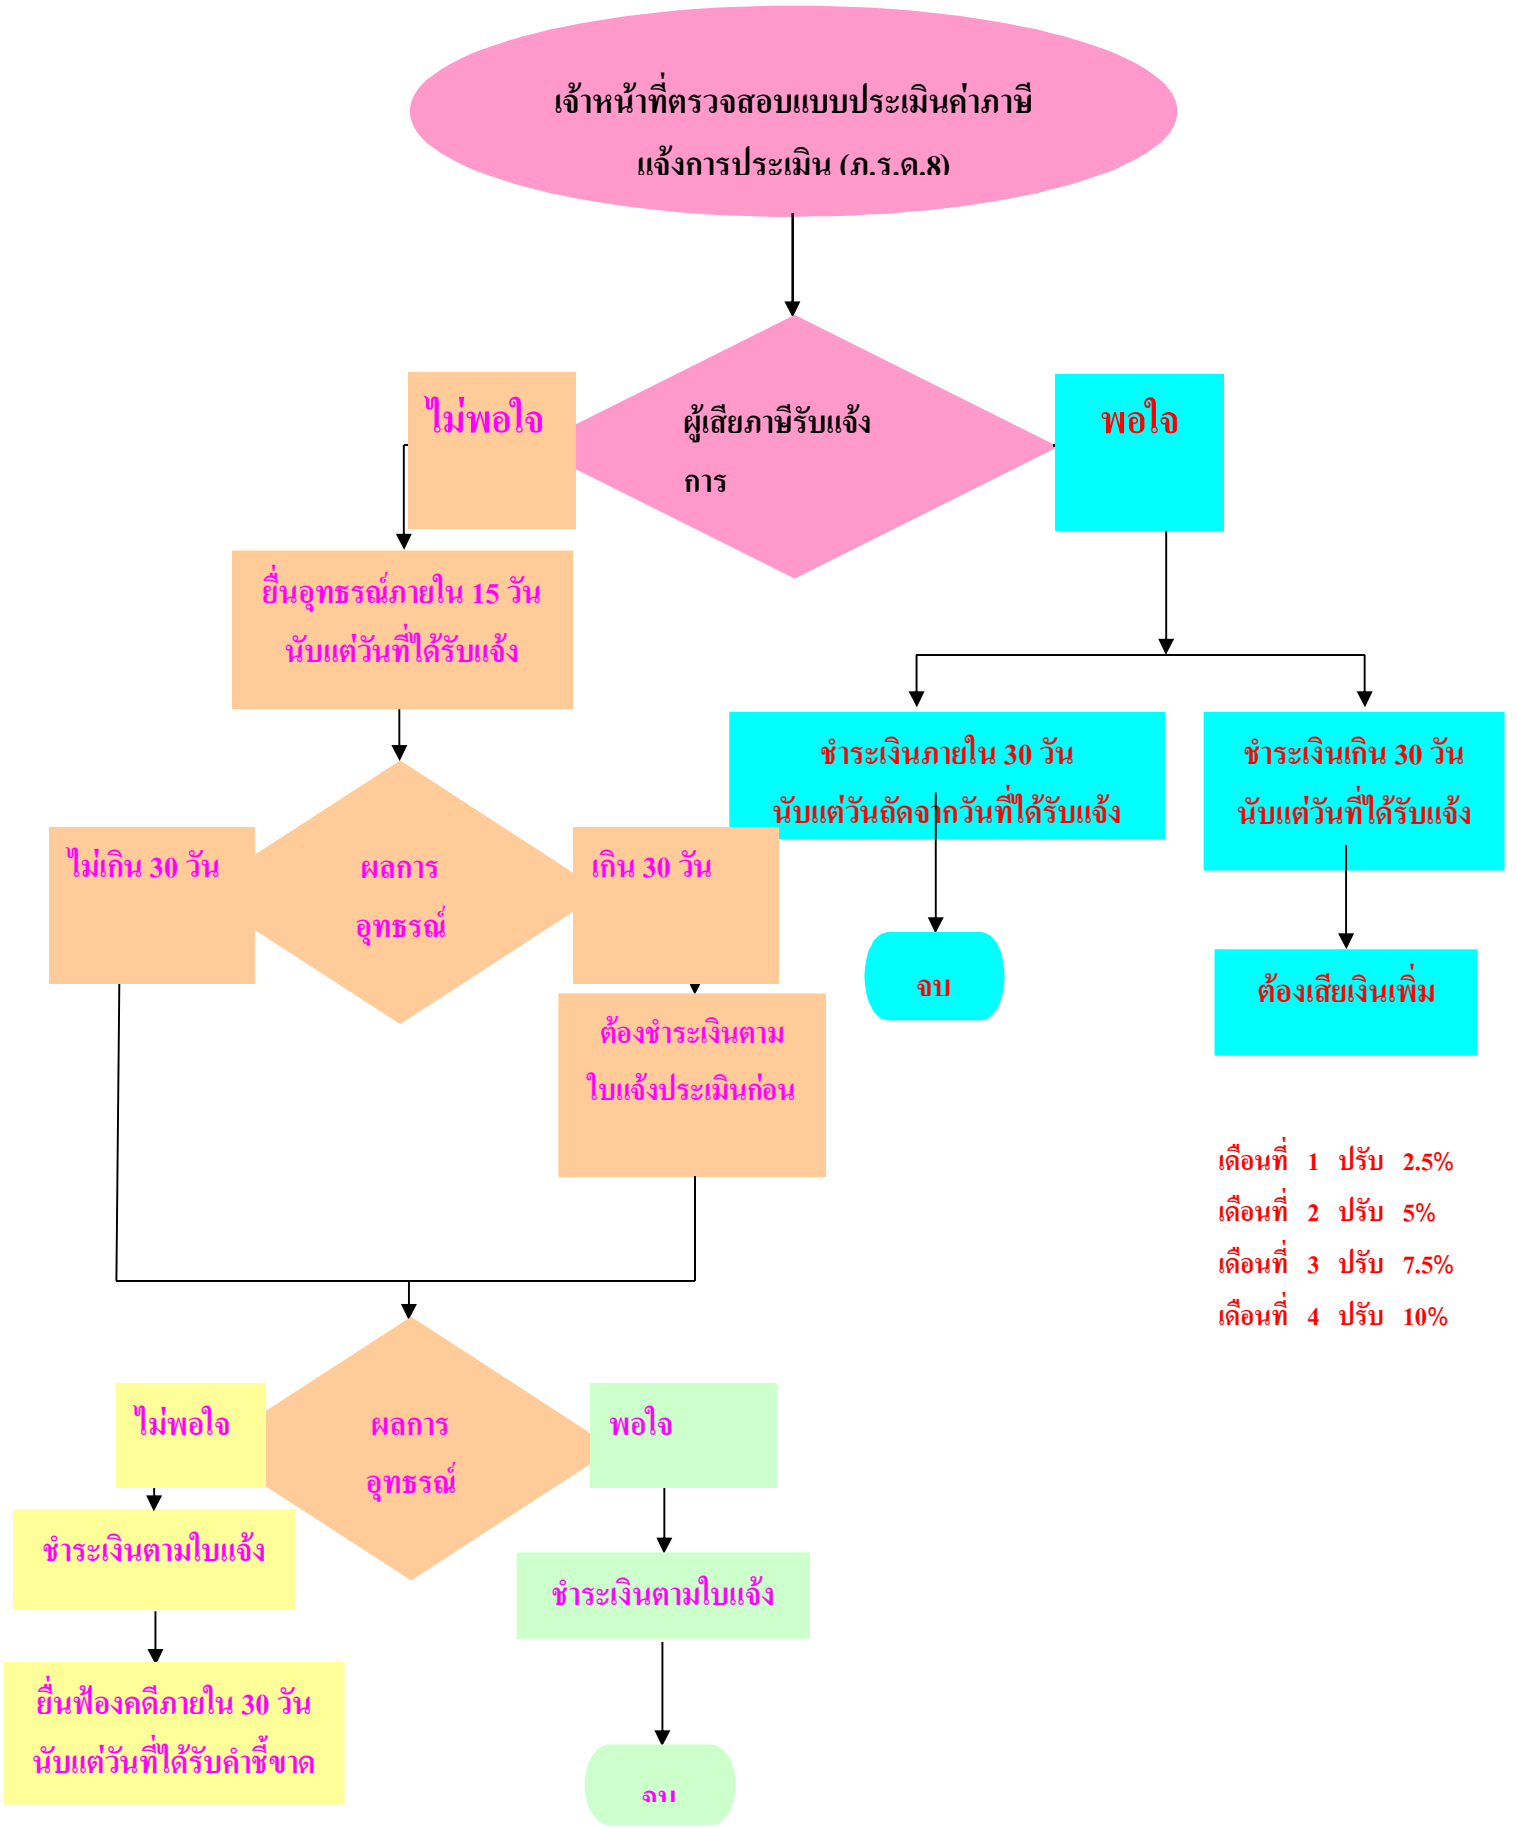 เจ้าหน้าที่ตรวจสอบแบบประเมินค่าภาษี
แจ้งการประเมิน (ภ.ร.ด.8)
ไม่พอใจ
ผู้เสียภาษีรับแจ้ง
การ
พอใจ
ยื่นอุทธรณ์ภายใน 15 วัน
นับแต่วันที่ได้รับแจ้ง
ชำระเงินภายใน 30 วัน
นับแต่วันถัดจากวันที่ได้รับแจ้ง
ชำระเงินเกิน 30 วัน
นับแต่วันที่ได้รับแจ้ง
ไม่เกิน 30 วัน
ผลการ
อุทธรณ์
เกิน 30 วัน
จบ
ต้องเสียเงินเพิ่ม
ต้องชำระเงินตาม
ใบแจ้งประเมินก่อน
เดือนที่ 1 ปรับ 2.5%
เดือนที่ 2 ปรับ 5%
เดือนที่ 3 ปรับ 7.5%
เดือนที่ 4 ปรับ 10%
ไม่พอใจ
ผลการ
อุทธรณ์
พอใจ
ชำระเงินตามใบแจ้ง
ชำระเงินตามใบแจ้ง
ยื่นฟ้องคดีภายใน 30 วัน
นับแต่วันที่ได้รับคำชี้ขาด
จบ